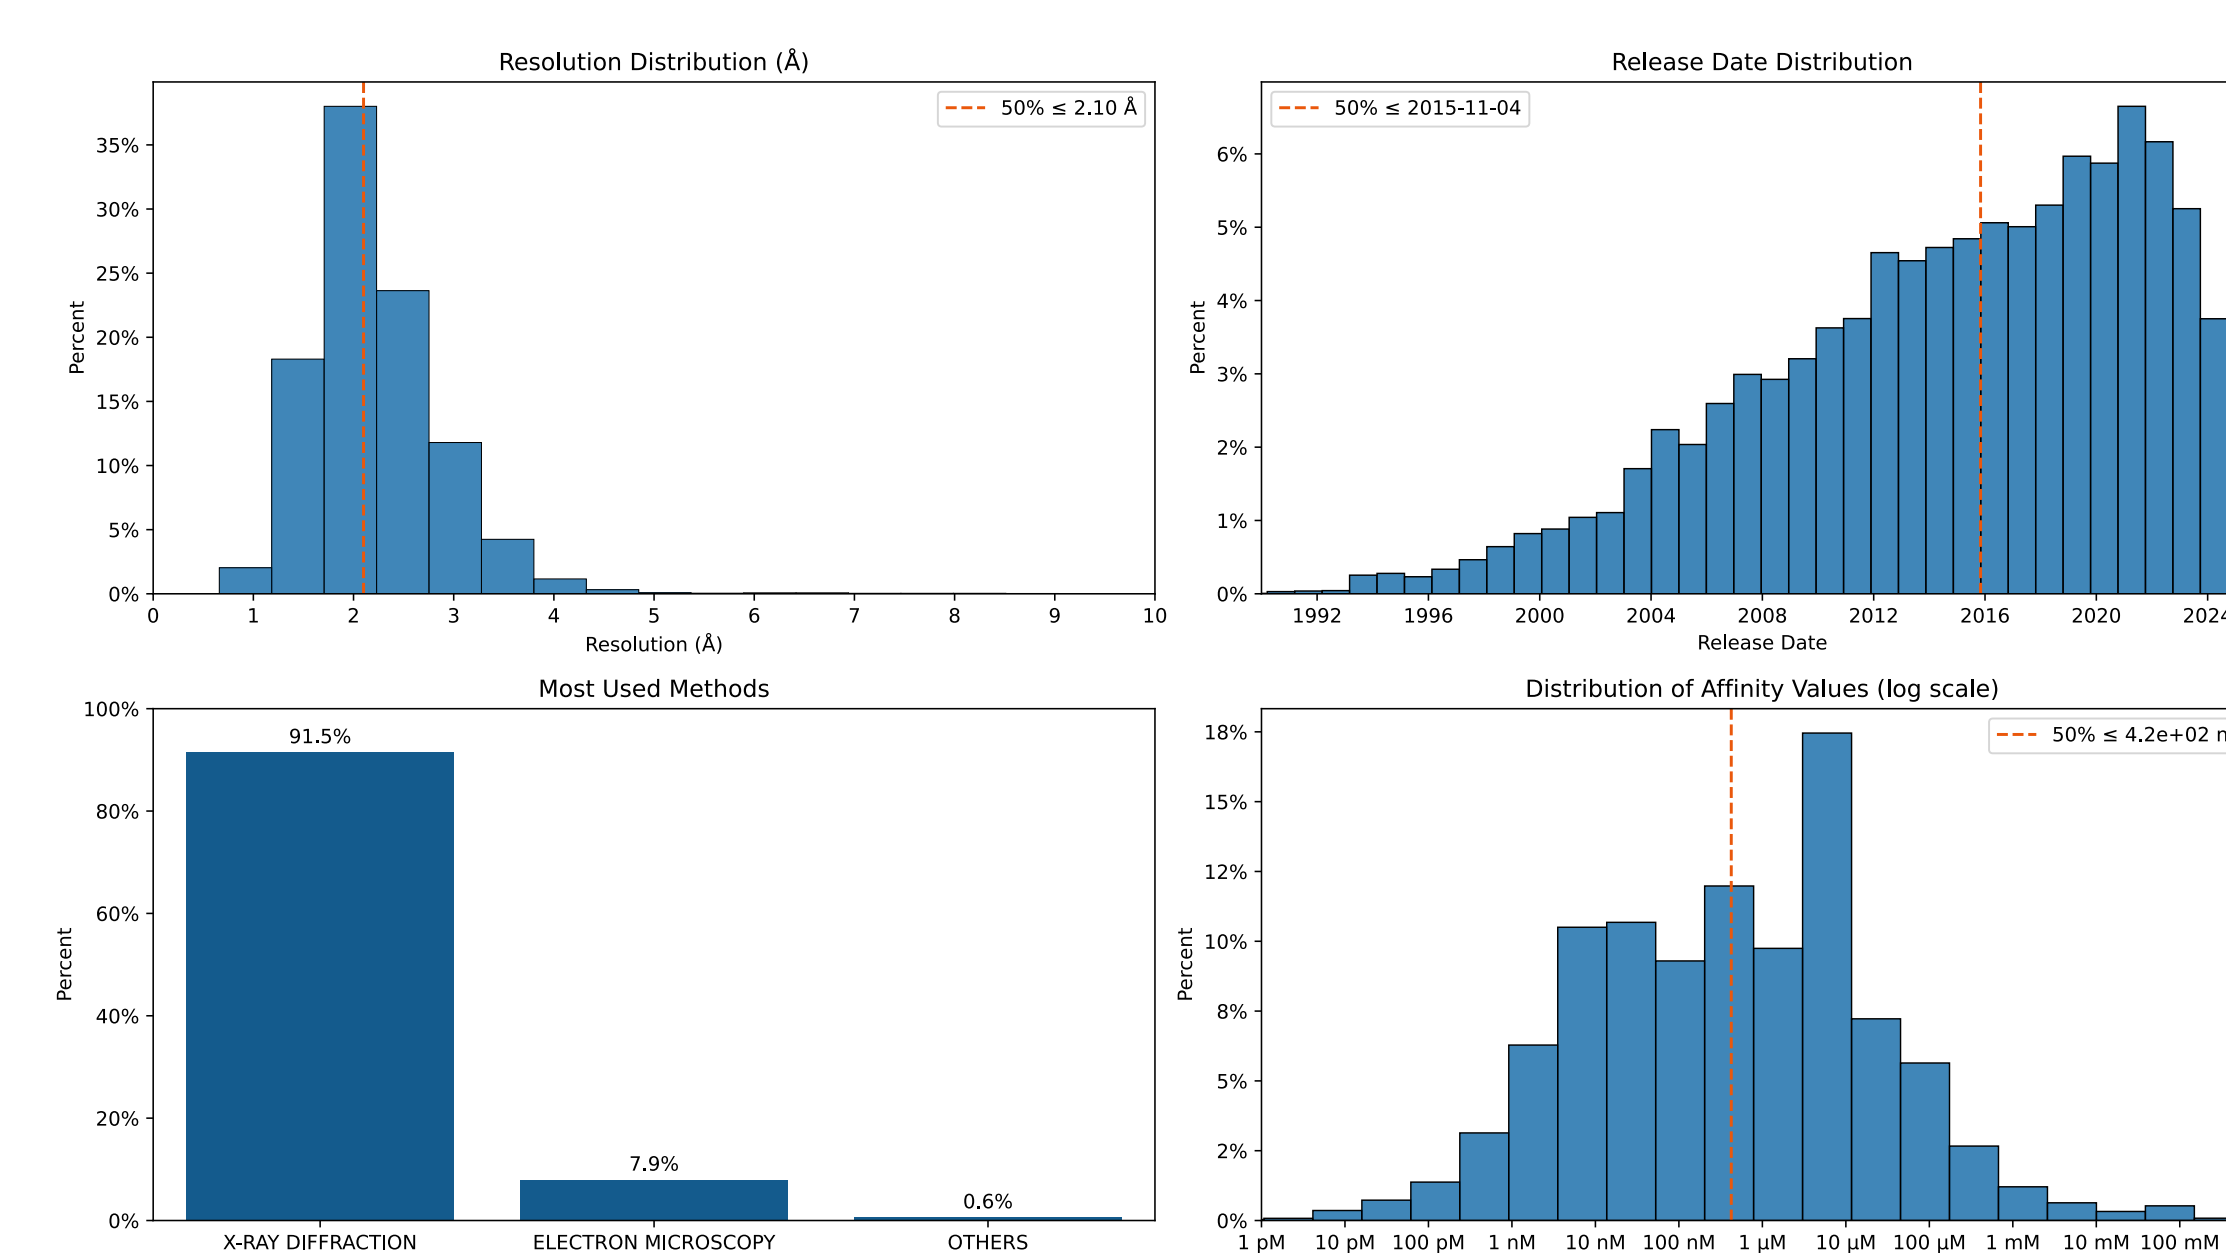 Resolution Distribution (Å)
50% ≤ 2.10 Å
35%
30%
25%
20%
15%
10%
5%
0%
Percent
0 1 2 3 4 5 6 7 8 9 10
Resolution (Å)
Release Date Distribution
50% ≤ 2015-11-04
6%
5%
4%
3%
2%
1%
0%
Percent
1992 1996 2000 2004 2008 2012 2016 2020 2024
Release Date
Most Used Methods
100%
80%
60%
40%
20%
0%
Percent
91.5%
7.9%
0.6%
X-RAY DIFFRACTION ELECTRON MICROSCOPY OTHERS
Distribution of Affinity Values (log scale)
50% ≤ 4.2e+02
18%
15%
12%
10%
8%
5%
2%
0%
Percent
1 pM 10 pM 100 pM 1 nM 10 nM 100 nM 1 μM 10 μM 100 μM 1 mM 10 mM 100 mM